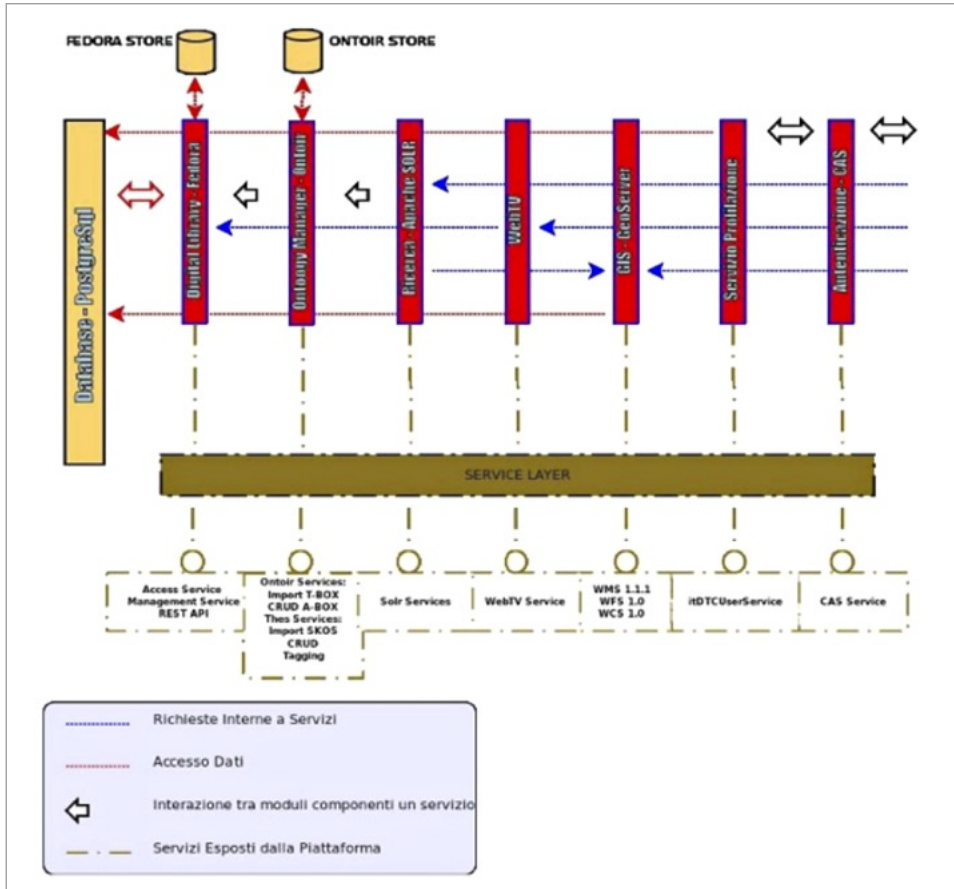 FEDORA STORE
ONTOIR STORE
Database - PostgreSql
Digital Library - Fedora
Ontology Manager - Ontoir
Ricerca - Apache SOLR
WebTV
GIS - GeoServer
Servizio Profilazione
Autenticazione - CAS
SERVICE LAYER
Access Service
Management Service
REST API
Ontoir Services:
Import T-BOX
CRUD A-BOX
Thes Services:
Import SKOS
CRUD
Tagging
Solr Services
WebTV Service
WMS 1.1.1
WFS 1.0
WCS 1.0
itDTCUserService
CAS Service
Richieste Interne a Servizi
Accesso Dati
Interazione tra moduli componenti un servizio
Servizi Esposti dalla Piattaforma